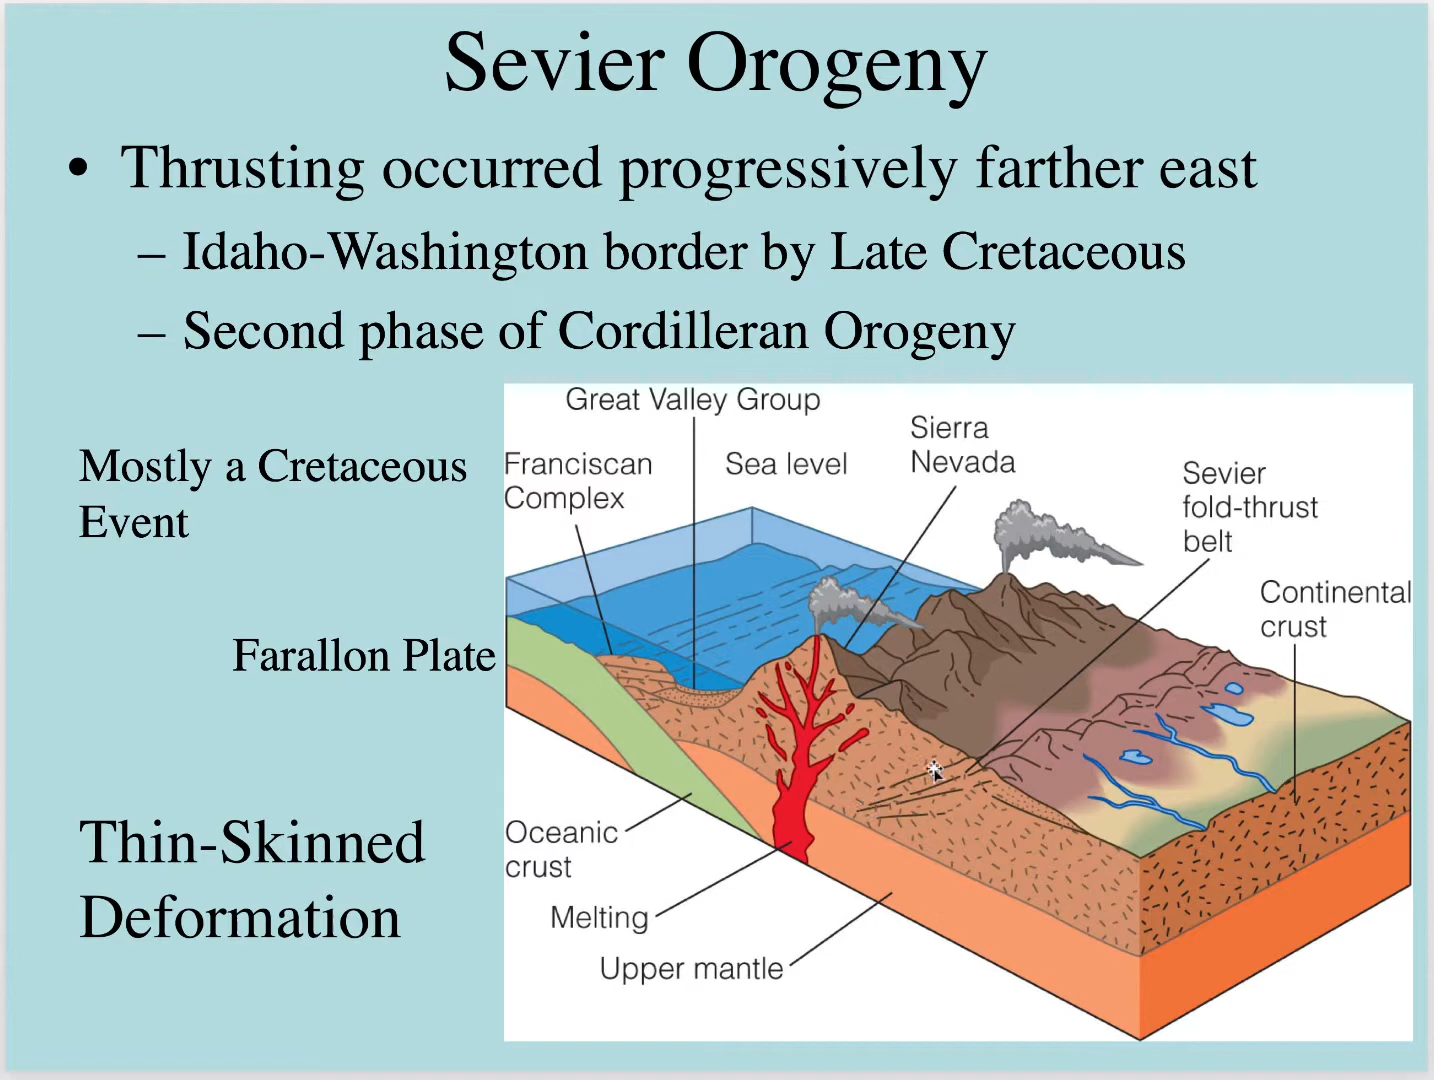 Sevier Orogeny
• Thrusting occurred progressively farther east
– Idaho-Washington border by Late Cretaceous
– Second phase of Cordilleran Orogeny
Mostly a Cretaceous
Event
Farallon Plate
Thin-Skinned
Deformation
Great Valley Group
Franciscan
Complex
Sea level
Sierra
Nevada
Sevier
fold-thrust
belt
Continental
crust
Oceanic
crust
Melting
Upper mantle